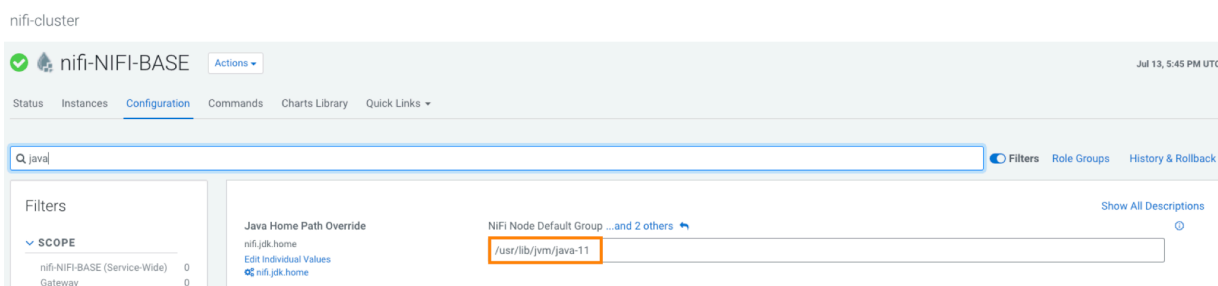 nifi-cluster
nifi-NIFI-BASE Actions
Jul 13, 5:45 PM UTC
Status Instances Configuration Commands Charts Library Quick Links
java
Filters Role Groups History & Rollback
Filters
Show All Descriptions
Java Home Path Override
NiFi Node Default Group ...and 2 others
SCOPE
nifi.jdk.home
/usr/lib/jvm/java-11
Edit Individual Values
nifi-NIFI-BASE (Service-Wide) 0
nifi.jdk.home
Gateway 0